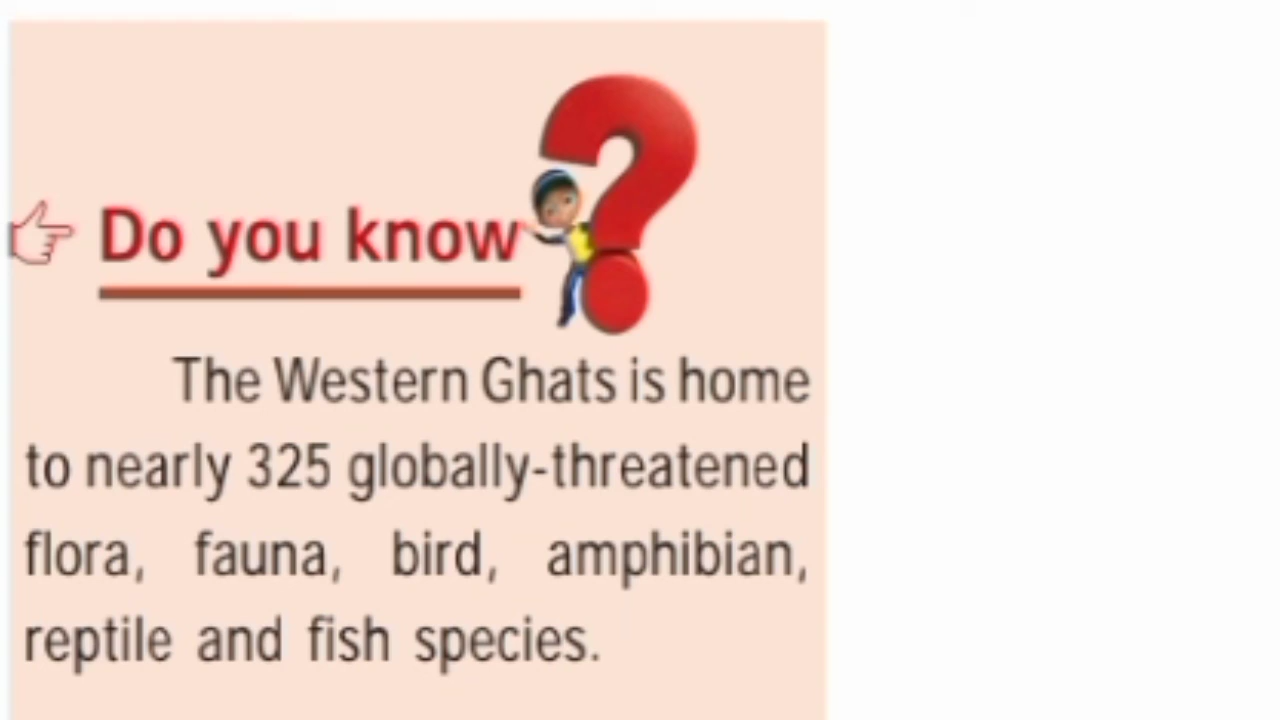 Do you know?
The Western Ghats is home
to nearly 325 globally-threatened
flora, fauna, bird, amphibian,
reptile and fish species.